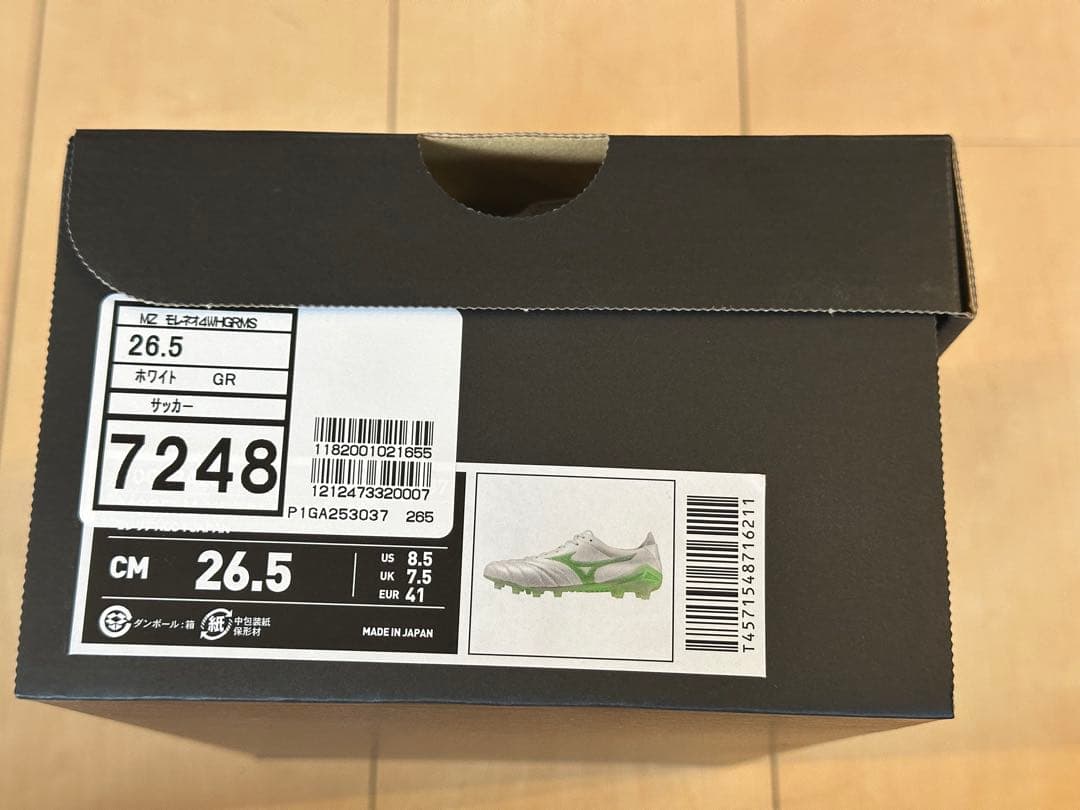 MZ モレネオ4WHGRMS
26.5
ホワイト GR
サッカー
7248
1182001021655
1212473320007
P1GA253037 265
CM 26.5
US 8.5
UK 7.5
EUR 41
ダンボール:箱
紙
中包装紙
保形材
MADE IN JAPAN
T4571548716211